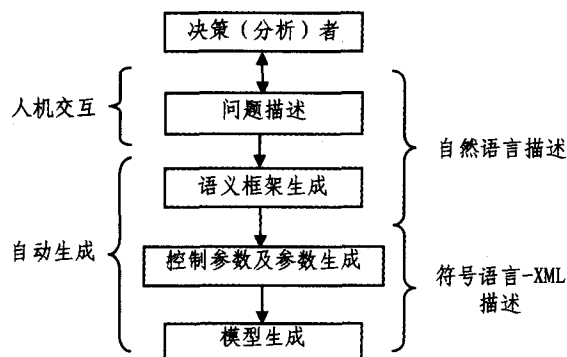 决策（分析）者
人机交互
问题描述
自然语言描述
语义框架生成
自动生成
控制参数及参数生成
符号语言-XML
描述
模型生成